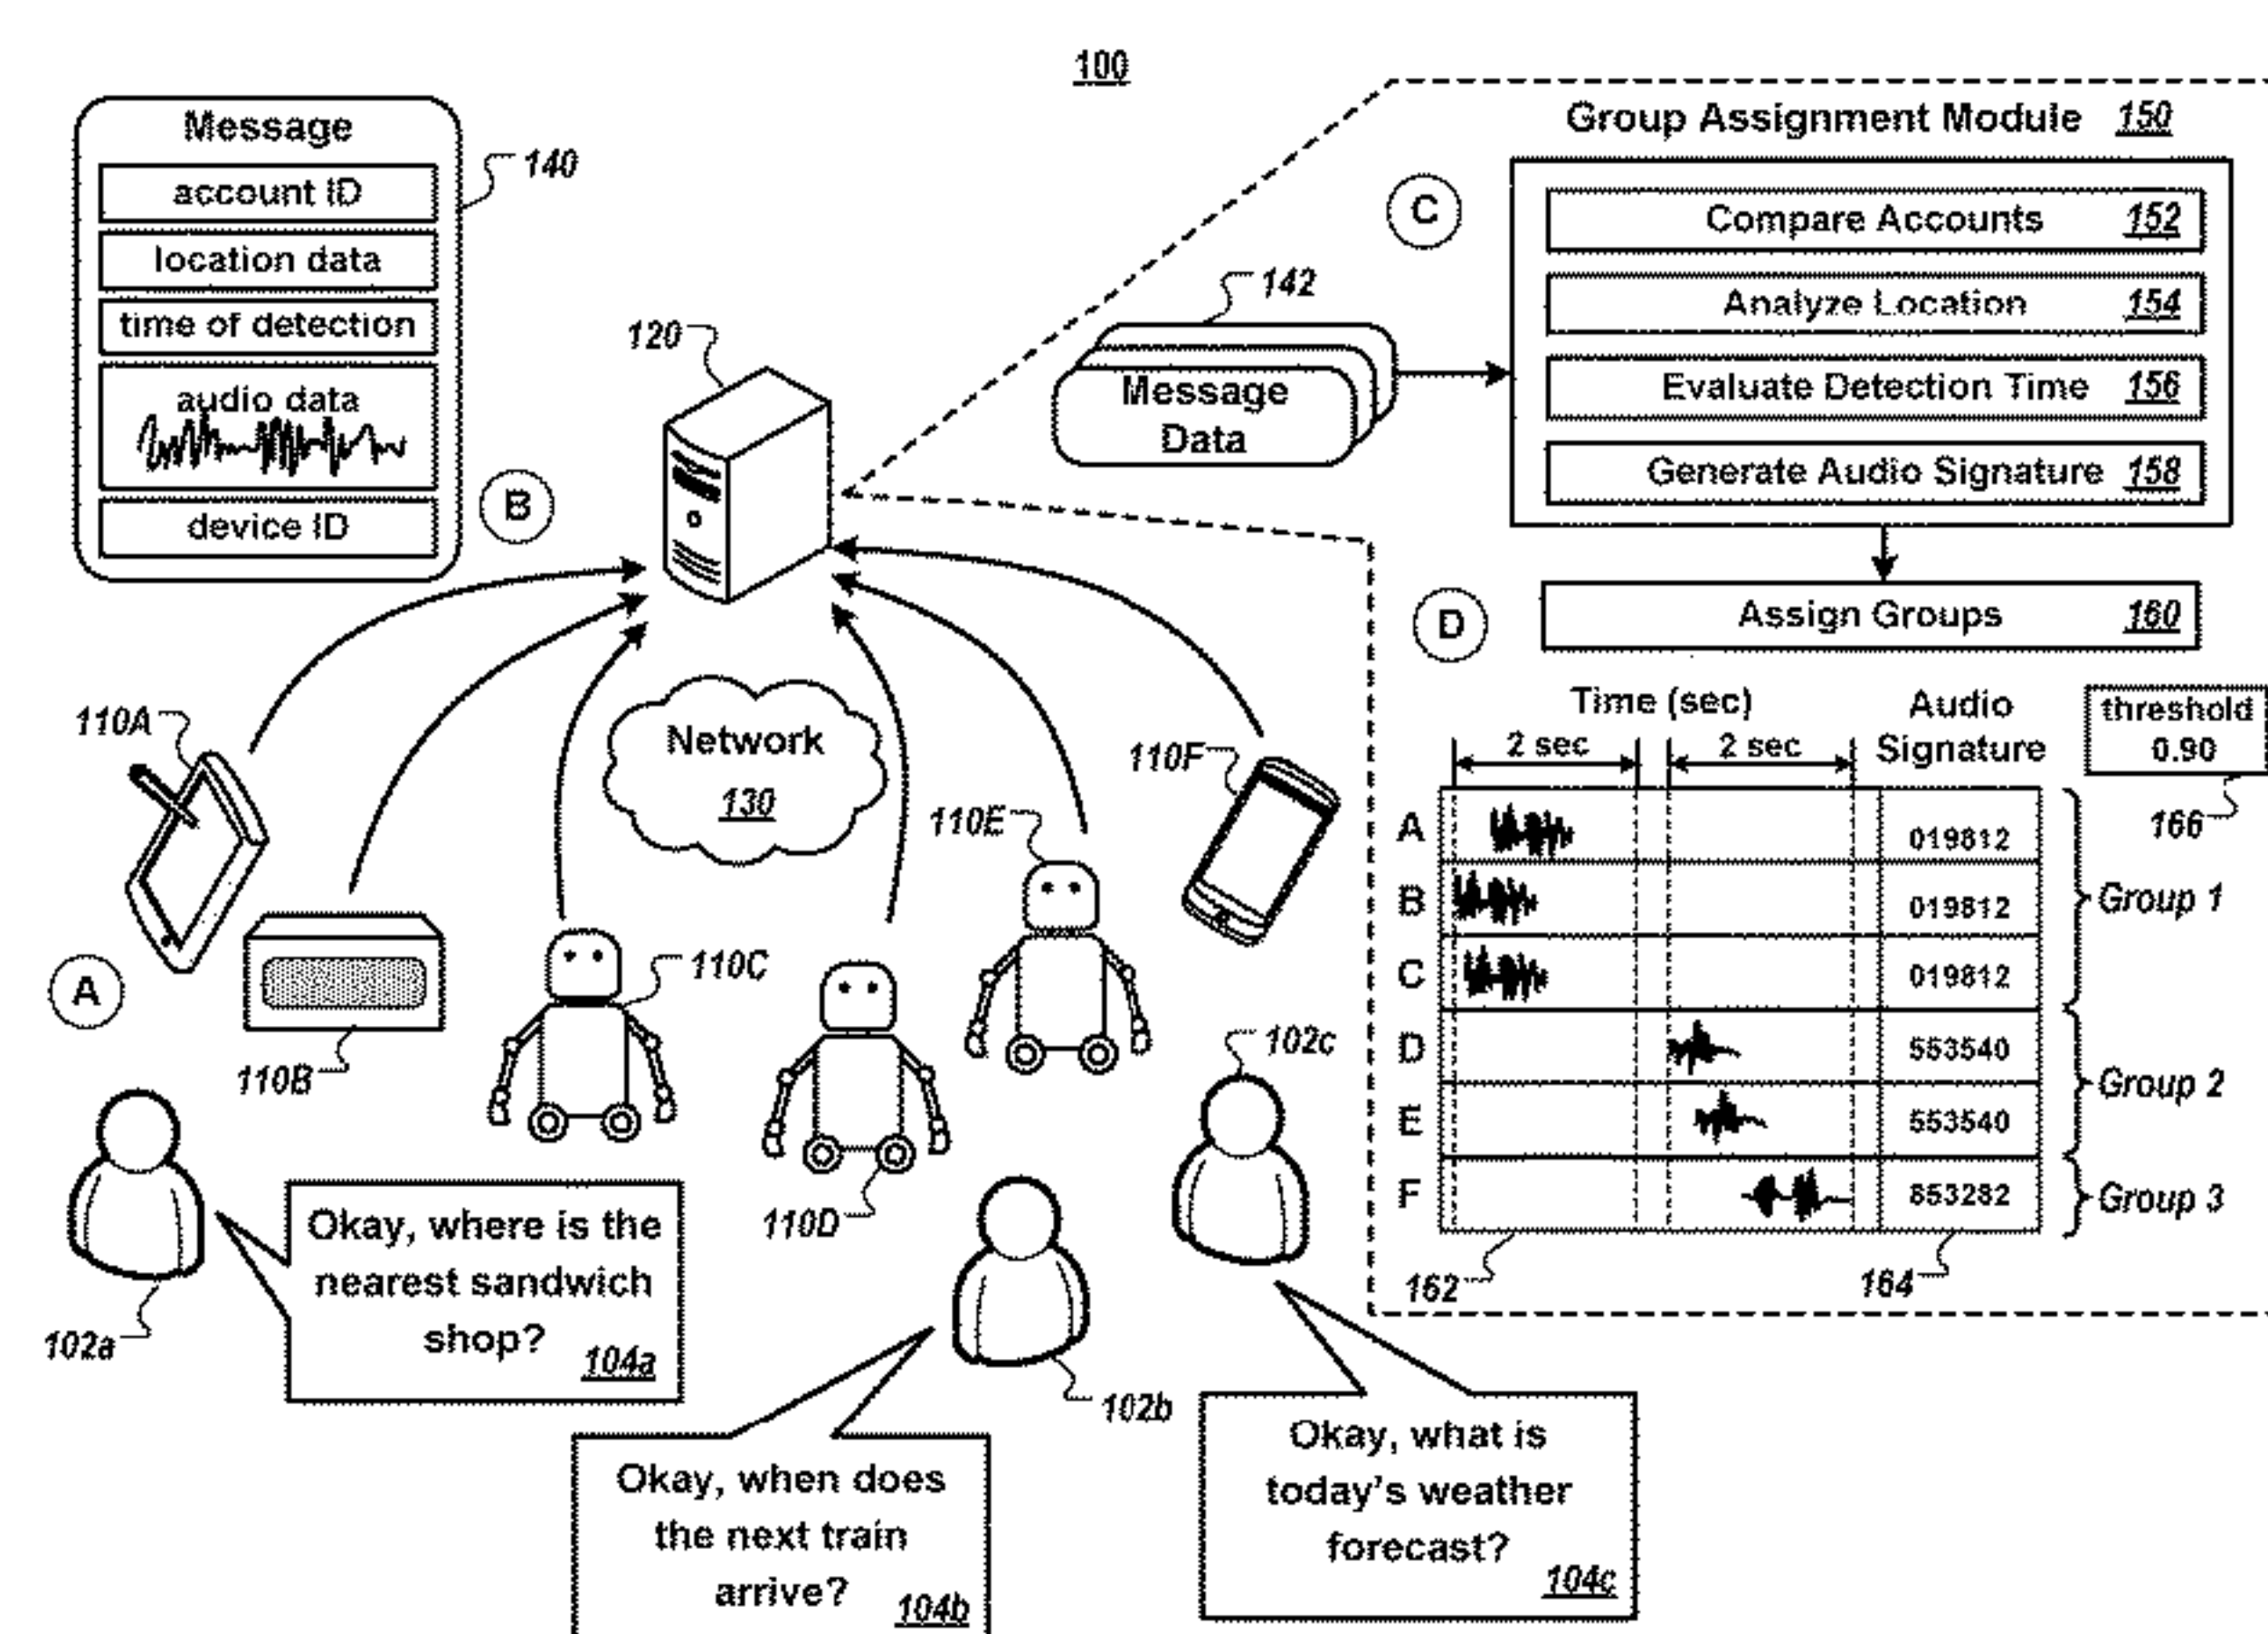 100
Message
account ID
location data
time of detection
audio data
device ID
140
B
120
Group Assignment Module 150
C
142
Message
Data
Compare Accounts 152
Analyze Location 154
Evaluate Detection Time 156
Generate Audio Signature 158
D
Assign Groups 160
Time (sec)
2 sec
2 sec
Audio
Signature
threshold
0.90
166
A 019812
B 019812
C 019812
D 553540
E 553540
F 853282
Group 1
Group 2
Group 3
162
164
Network
130
110A
110B
110C
110D
110E
110F
A
102a
Okay, where is the
nearest sandwich
shop?
104a
102b
Okay, when does
the next train
arrive?
104b
102c
Okay, what is
today's weather
forecast?
104c